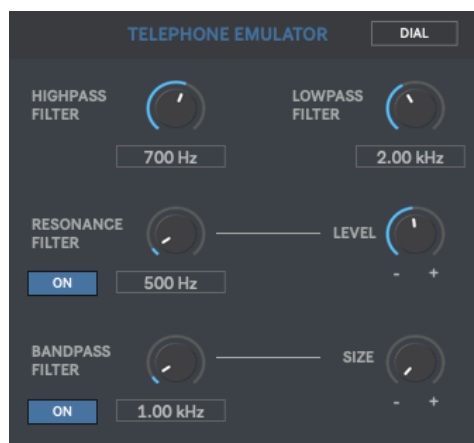 TELEPHONE EMULATOR
DIAL
HIGHPASS
FILTER
700 Hz
LOWPASS
FILTER
2.00 kHz
RESONANCE
FILTER
ON
500 Hz
LEVEL
- +
BANDPASS
FILTER
ON
1.00 kHz
SIZE
- +